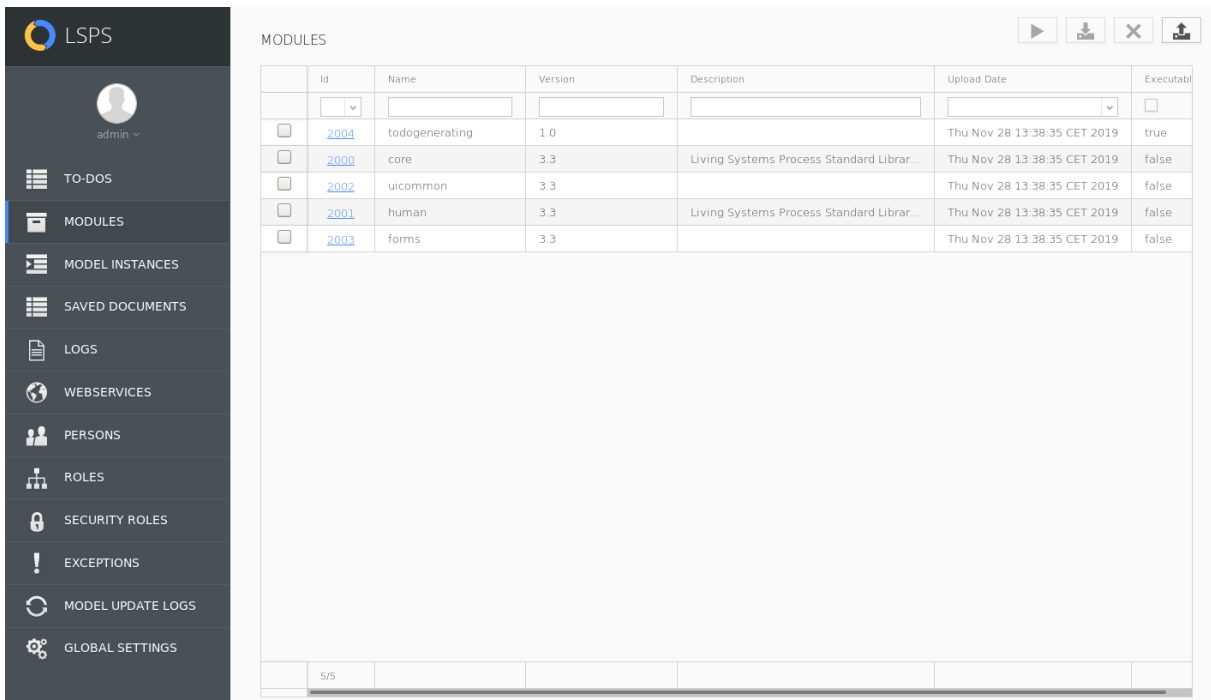 LSPS
admin
TO-DOS
MODULES
MODEL INSTANCES
SAVED DOCUMENTS
LOGS
WEBSERVICES
PERSONS
ROLES
SECURITY ROLES
EXCEPTIONS
MODEL UPDATE LOGS
GLOBAL SETTINGS
MODULES
Id Name Version Description Upload Date Executabl
2004 todogenerating 1.0 Thu Nov 28 13:38:35 CET 2019 true
2000 core 3.3 Living Systems Process Standard Librar... Thu Nov 28 13:38:35 CET 2019 false
2002 uicommon 3.3 Thu Nov 28 13:38:35 CET 2019 false
2001 human 3.3 Living Systems Process Standard Librar... Thu Nov 28 13:38:35 CET 2019 false
2003 forms 3.3 Thu Nov 28 13:38:35 CET 2019 false
5/5